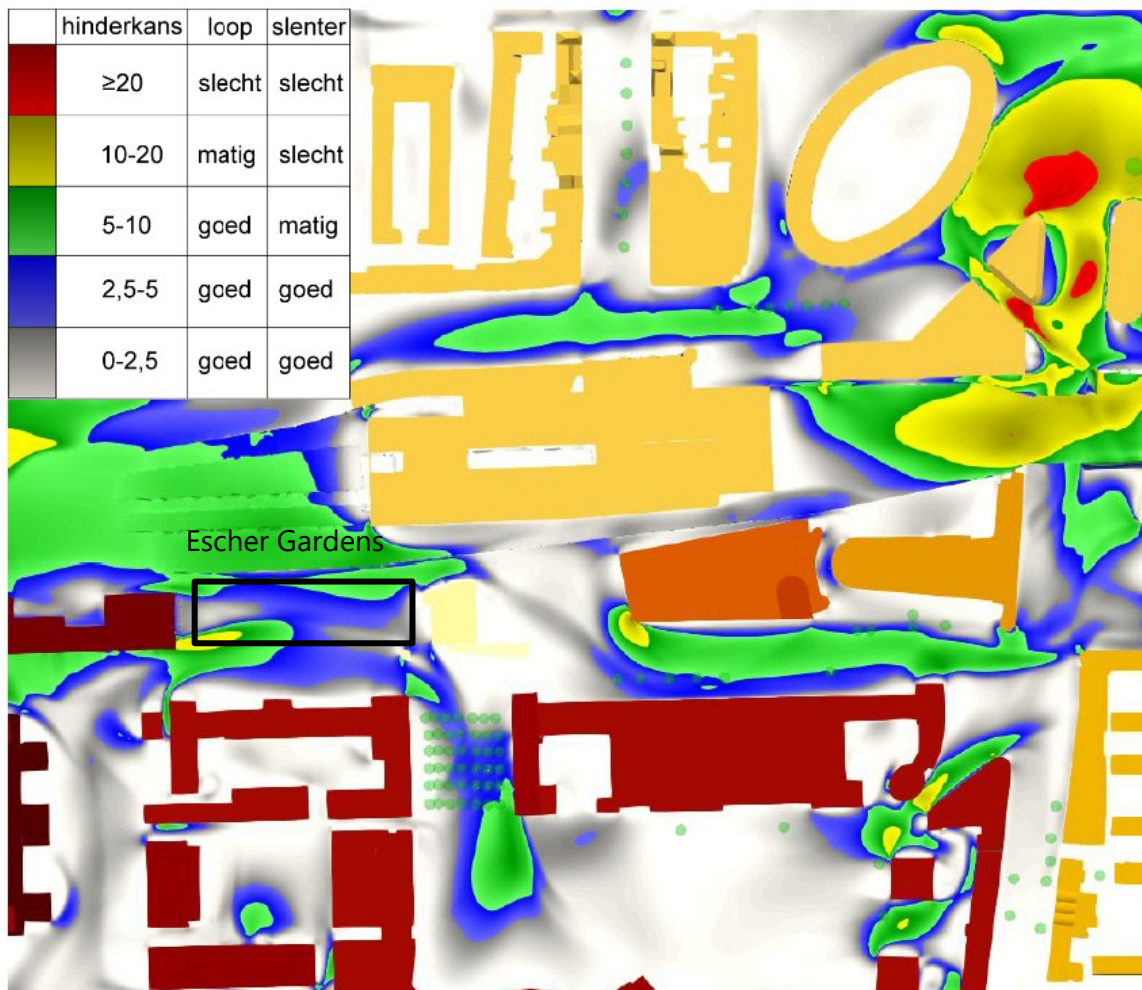 hinderkans loop slenter
≥20 slecht slecht
10-20 matig slecht
5-10 goed matig
2,5-5 goed goed
0-2,5 goed goed
Escher Gardens